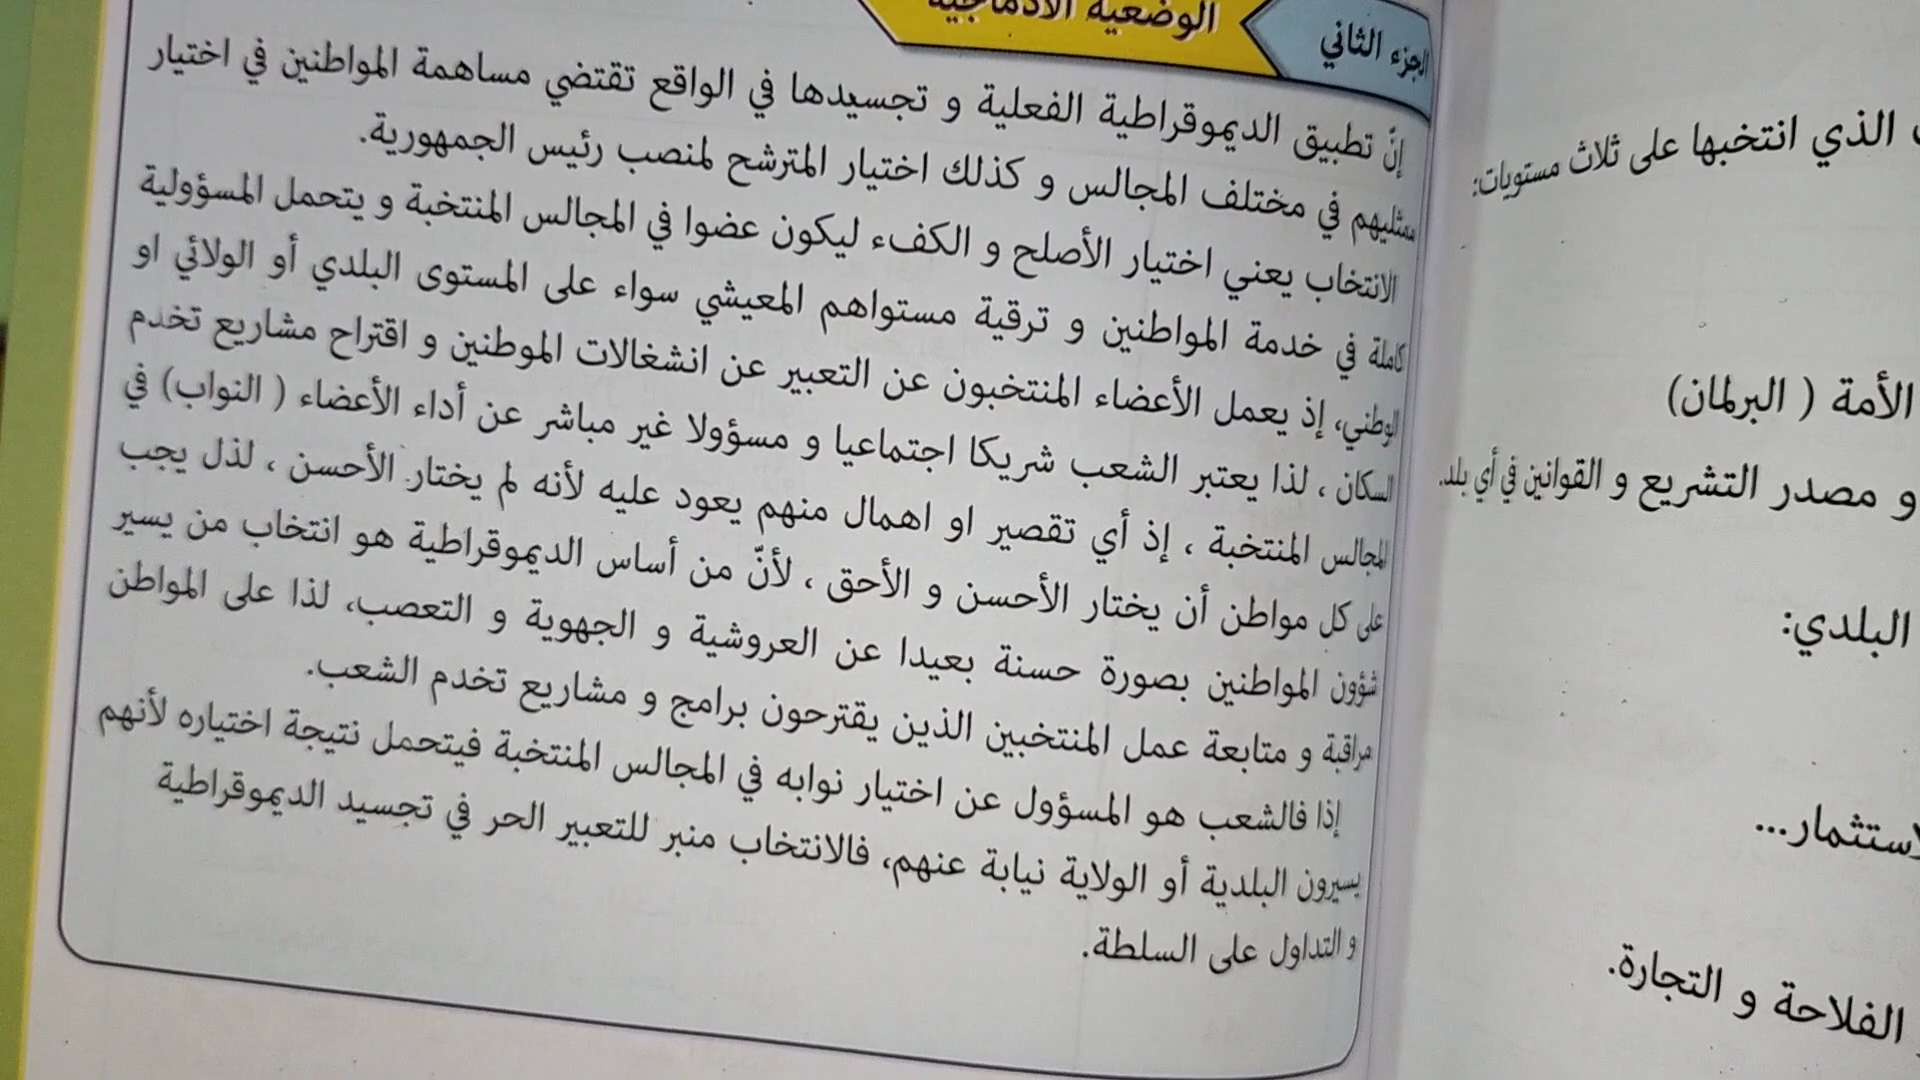 الجزء الثاني
الوضعية الادماجية
إنّ تطبيق الديموقراطية الفعلية و تجسيدها في الواقع تقتضي مساهمة المواطنين في اختيار
ممثليهم في مختلف المجالس و كذلك اختيار المترشح لمنصب رئيس الجمهورية.
الانتخاب يعني اختيار الأصلح و الكفء ليكون عضوا في المجالس المنتخبة و يتحمل المسؤولية
كاملة في خدمة المواطنين و ترقية مستواهم المعيشي سواء على المستوى البلدي أو الولائي او
الوطني، إذ يعمل الأعضاء المنتخبون عن التعبير عن انشغالات الموطنين و اقتراح مشاريع تخدم
السكان ، لذا يعتبر الشعب شريكا اجتماعيا و مسؤولا غير مباشر عن أداء الأعضاء ( النواب) في
المجالس المنتخبة ، إذ أي تقصير او اهمال منهم يعود عليه لأنه لم يختار الأحسن ، لذل يجب
على كل مواطن أن يختار الأحسن و الأحق ، لأنّ من أساس الديموقراطية هو انتخاب من يسير
شؤون المواطنين بصورة حسنة بعيدا عن العروشية و الجهوية و التعصب، لذا على المواطن
مراقبة و متابعة عمل المنتخبين الذين يقترحون برامج و مشاريع تخدم الشعب.
إذا فالشعب هو المسؤول عن اختيار نوابه في المجالس المنتخبة فيتحمل نتيجة اختياره لأنهم
يسيرون البلدية أو الولاية نيابة عنهم، فالانتخاب منبر للتعبير الحر في تجسيد الديموقراطية
و التداول على السلطة.
الذي انتخبها على ثلاث مستويات:
الأمة ( البرلمان)
و مصدر التشريع و القوانين في أي بلد.
البلدي:
الفلاحة و التجارة.